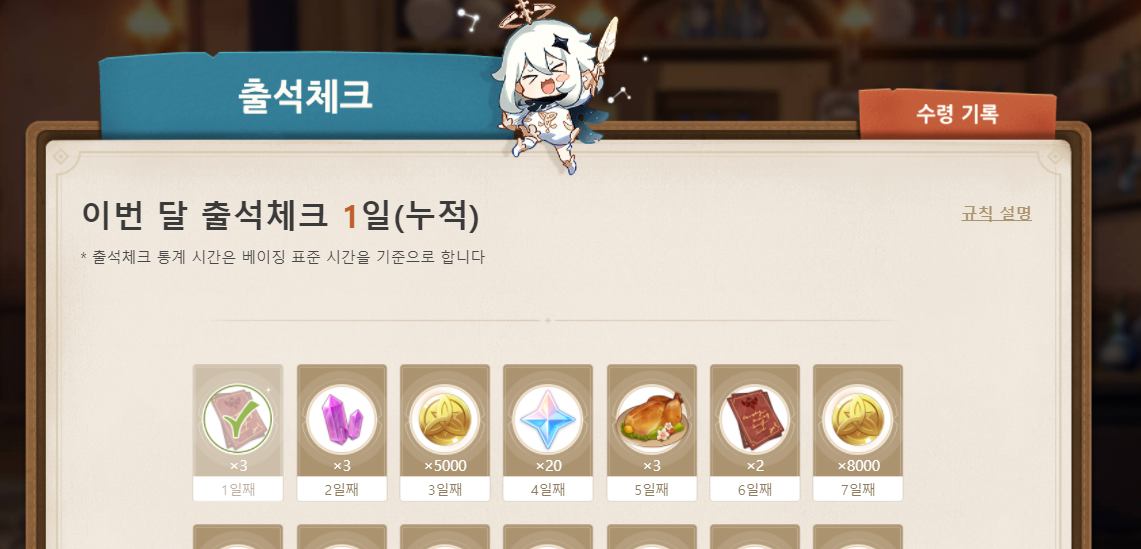 출석체크
수령 기록
이번 달 출석체크 1일(누적)
규칙 설명
* 출석체크 통계 시간은 베이징 표준 시간을 기준으로 합니다
×3
×3
×5000
×20
×3
×2
×8000
1일째
2일째
3일째
4일째
5일째
6일째
7일째